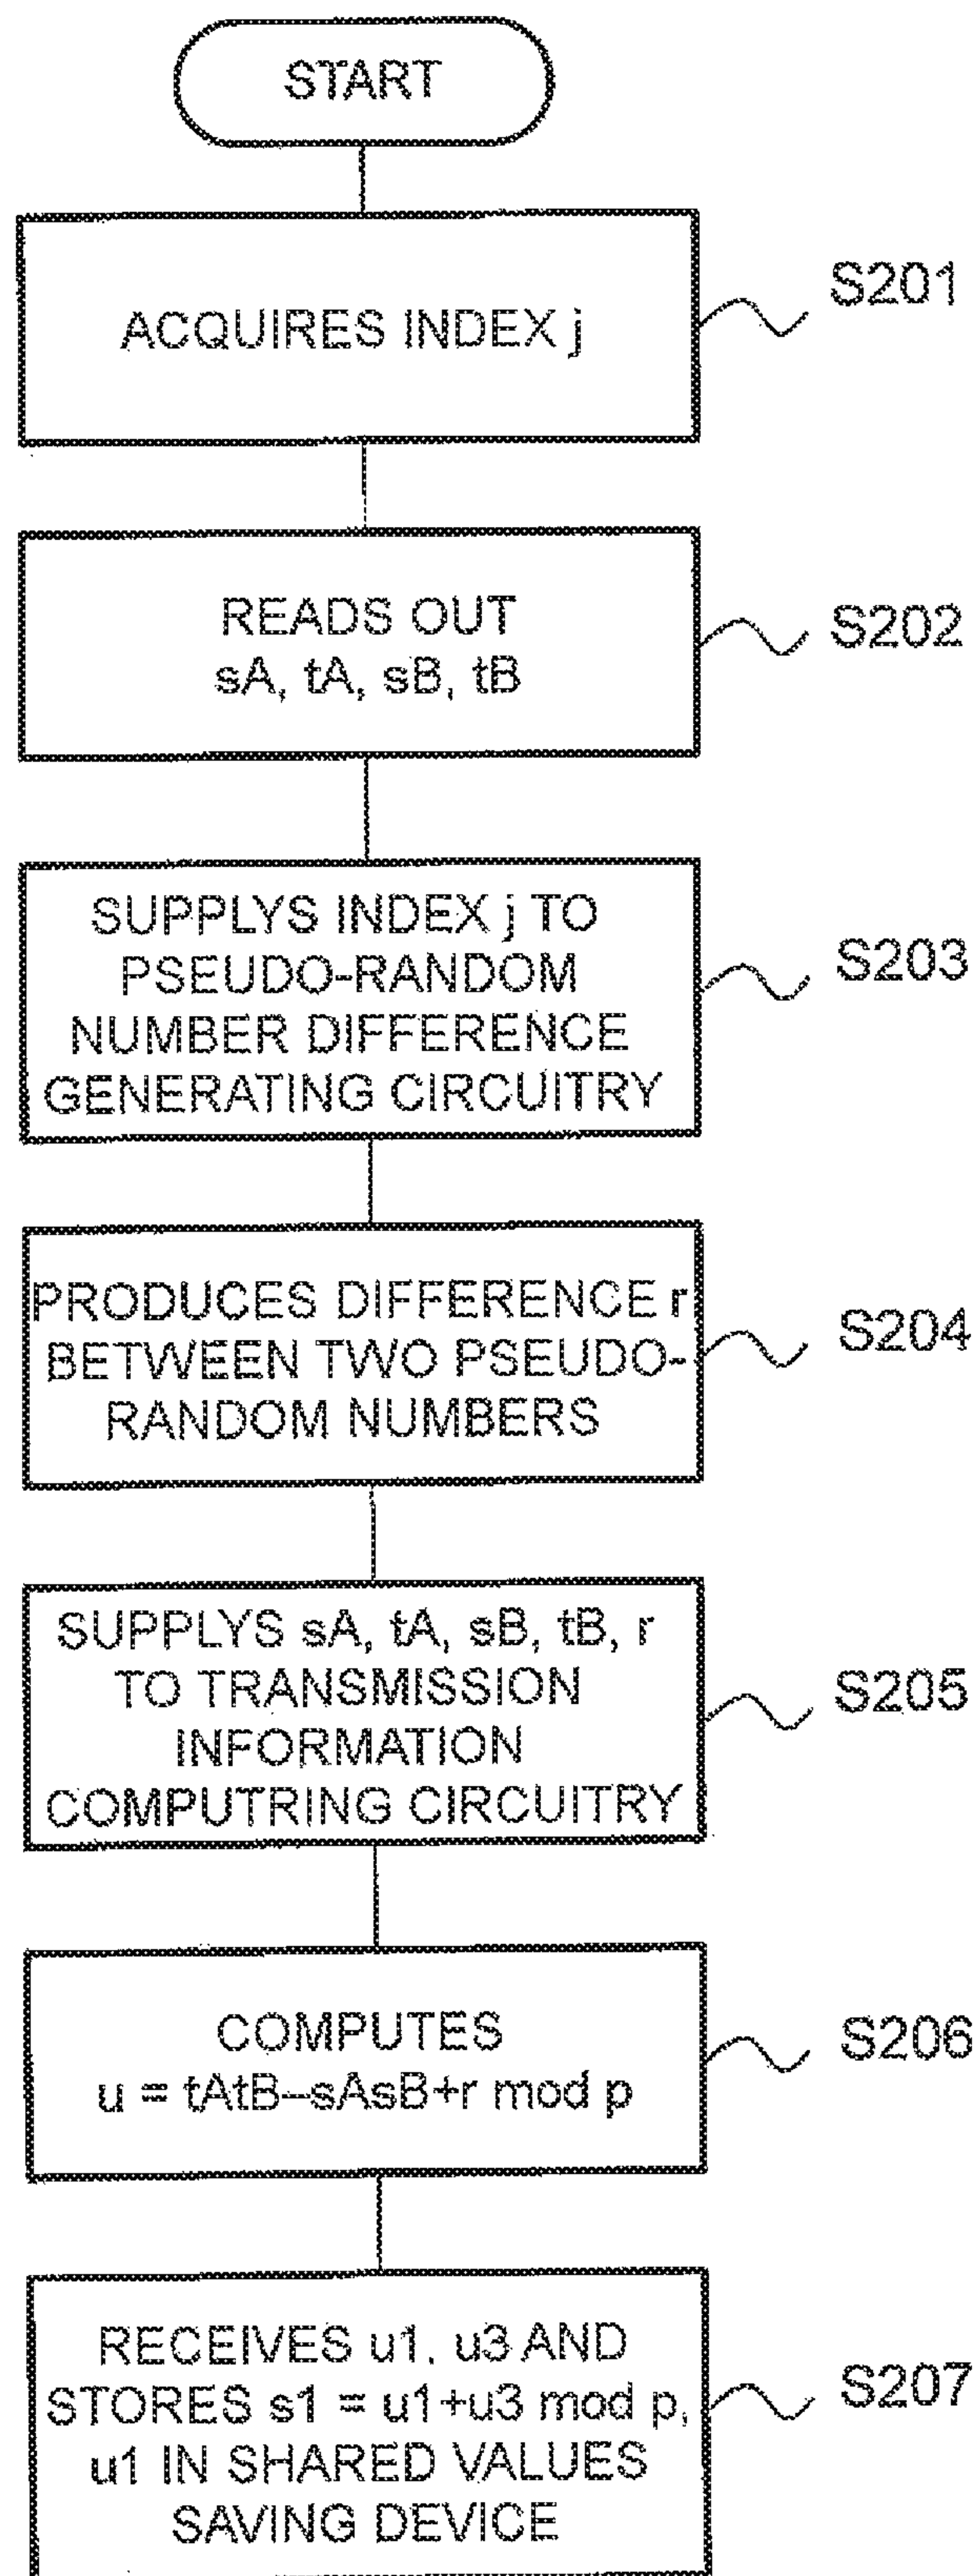 START
ACQUIRES INDEX j
S201
READS OUT
sA, tA, sB, tB
S202
SUPPLYS INDEX j TO
PSEUDO-RANDOM
NUMBER DIFFERENCE
GENERATING CIRCUITRY
S203
PRODUCES DIFFERENCE r
BETWEEN TWO PSEUDO-
RANDOM NUMBERS
S204
SUPPLYS sA, tA, sB, tB, r
TO TRANSMISSION
INFORMATION
COMPUTRING CIRCUITRY
S205
COMPUTES
u = tAtB–sAsB+r mod p
S206
RECEIVES u1, u3 AND
STORES s1 = u1+u3 mod p,
u1 IN SHARED VALUES
SAVING DEVICE
S207